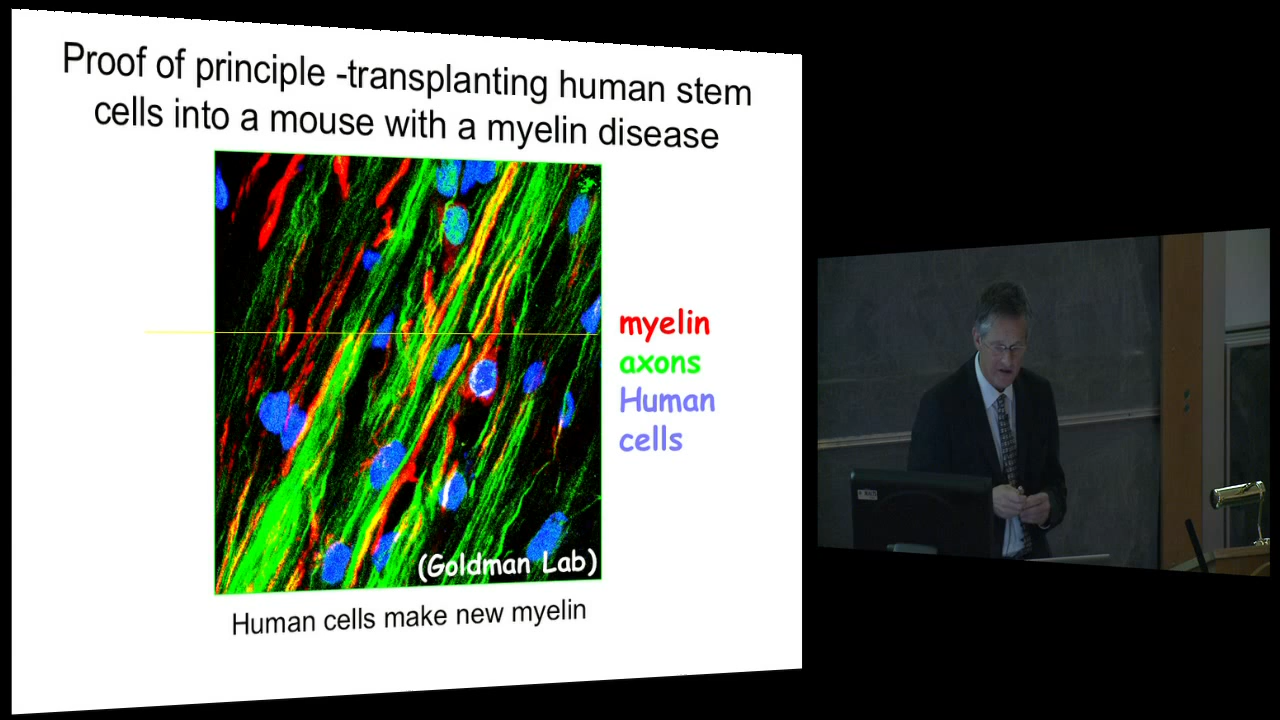 Proof of principle -transplanting human stem
cells into a mouse with a myelin disease
myelin
axons
Human
cells
(Goldman Lab)
Human cells make new myelin